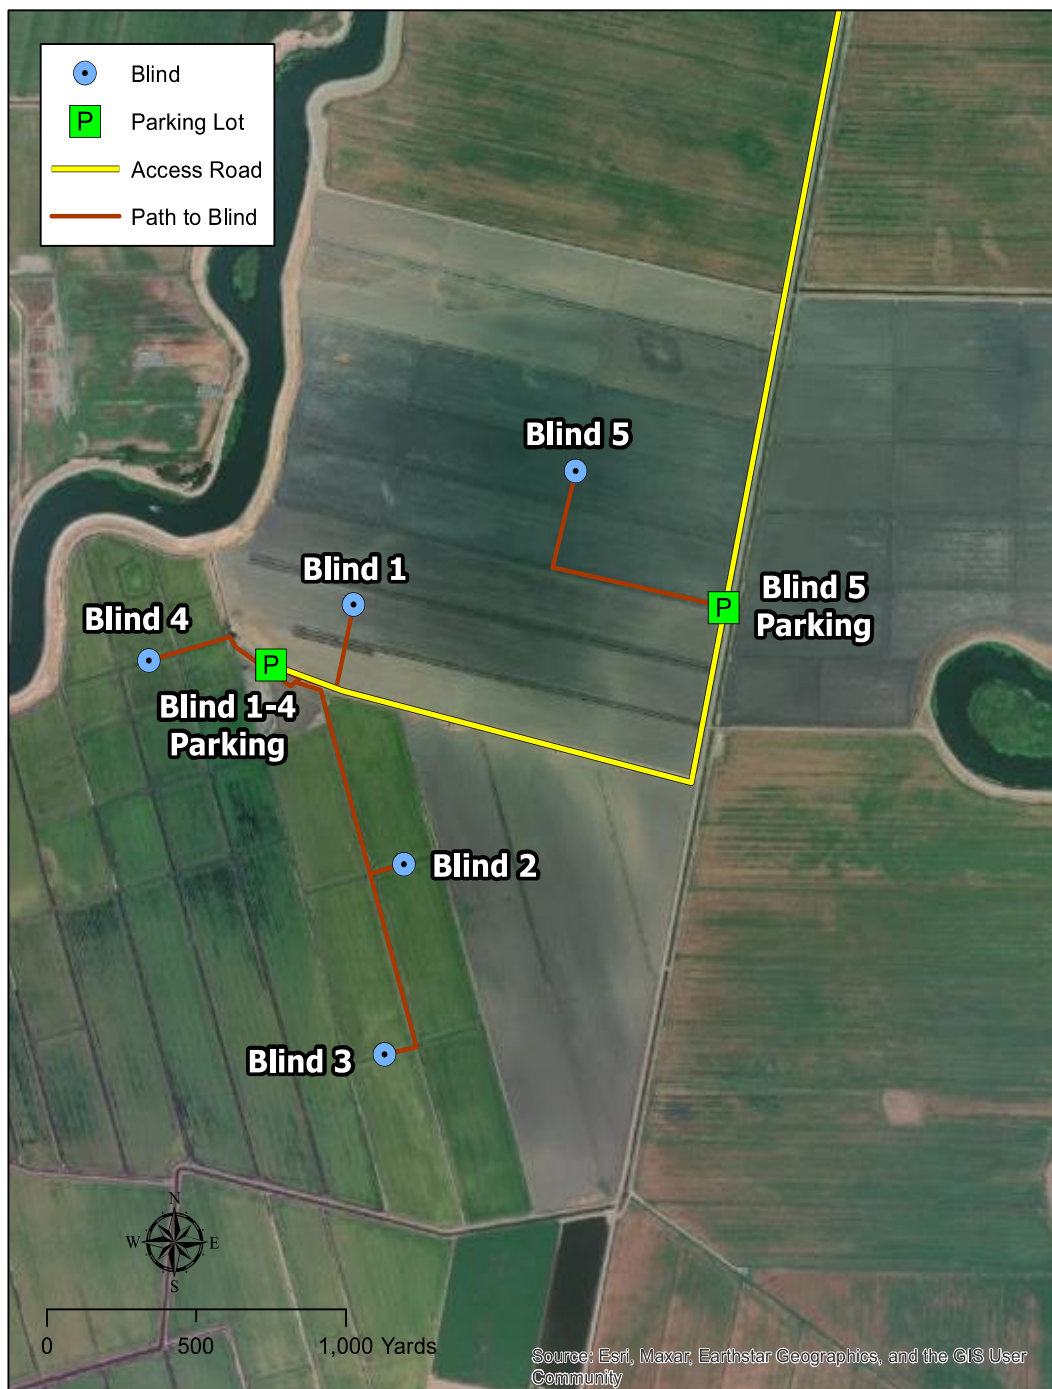 Blind
P
Parking Lot
Access Road
Path to Blind
Blind 5
Blind 1
Blind 5
Parking
P
Blind 4
P
Blind 1-4
Parking
Blind 2
Blind 3
N
W
E
S
0
500
1,000 Yards
Source: Esri, Maxar, Earthstar Geographics, and the GIS User
Community